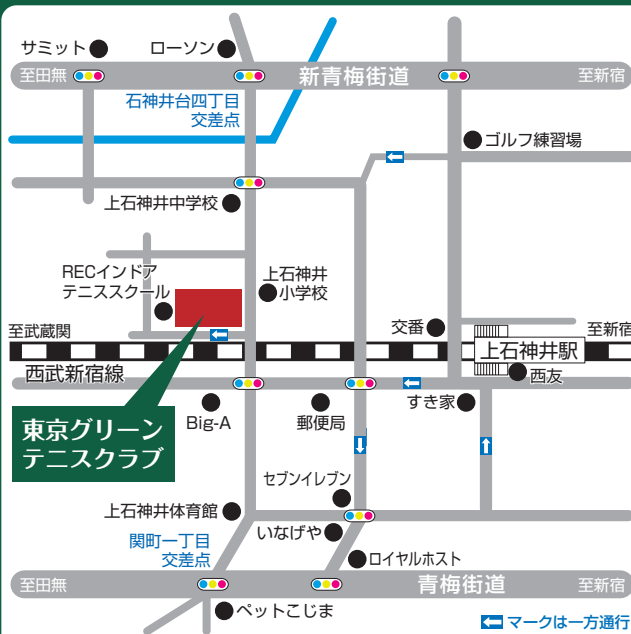 サミット
ローソン
至田無
新青梅街道
至新宿
石神井台四丁目
交差点
ゴルフ練習場
上石神井中学校
RECインドア
テニススクール
上石神井
小学校
至武蔵関
交番
至新宿
上石神井駅
西武新宿線
西友
Big-A
郵便局
すき家
東京グリーン
テニスクラブ
セブンイレブン
上石神井体育館
いなげや
関町一丁目
交差点
ロイヤルホスト
至田無
青梅街道
至新宿
ペットこじま
マークは一方通行